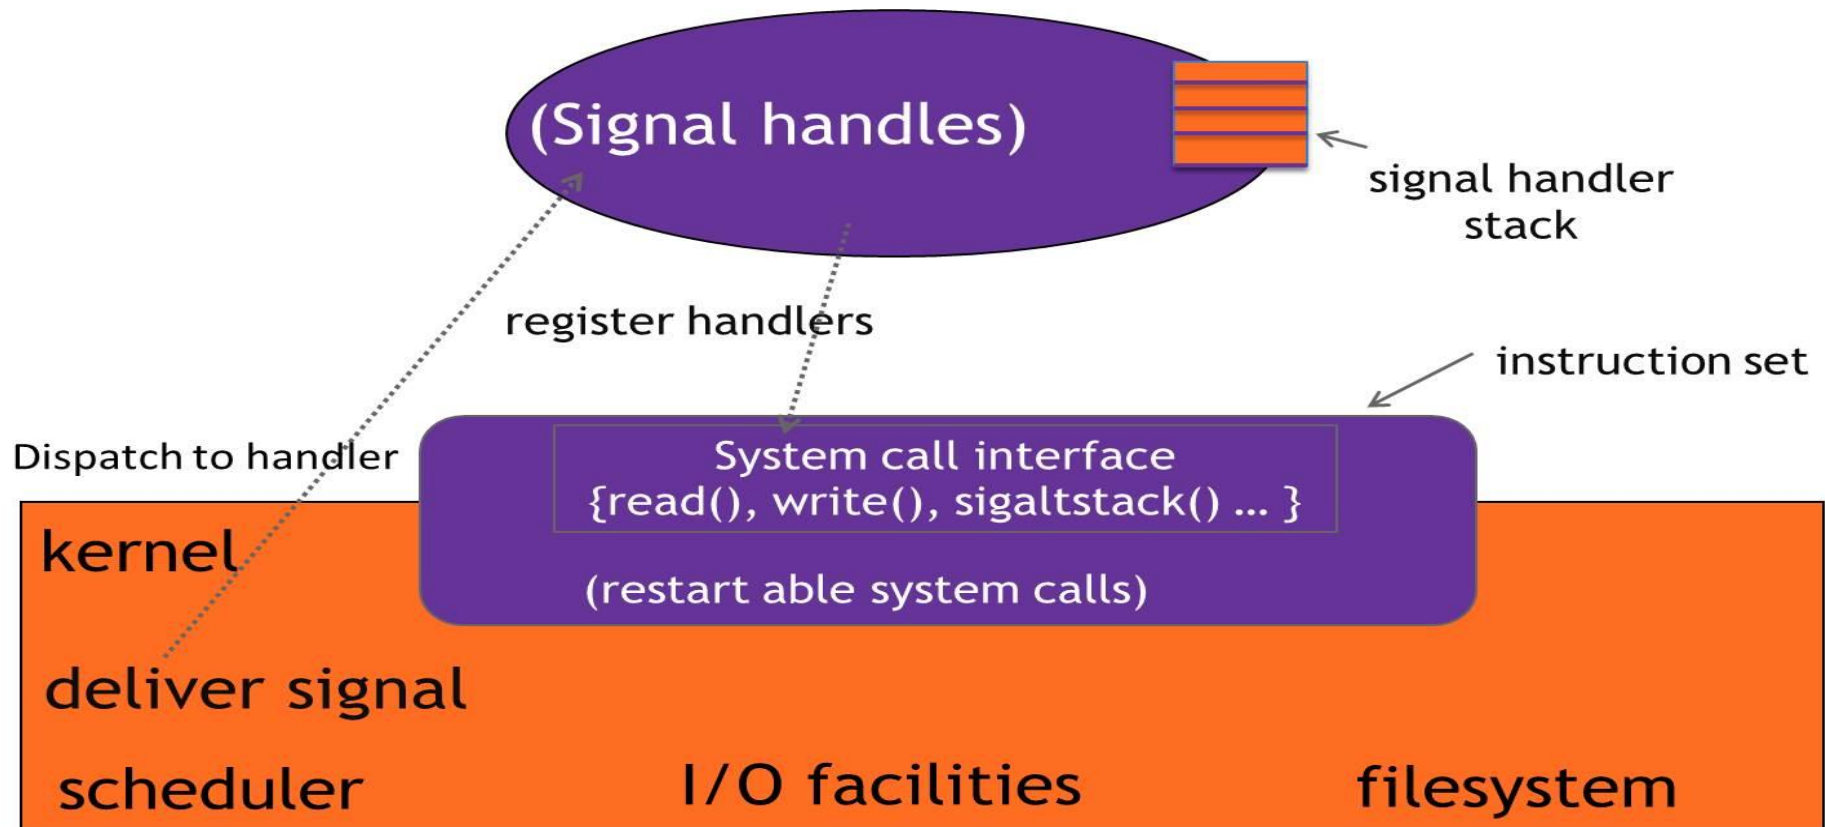 (Signal handles)
signal handler
stack
register handlers
instruction set
Dispatch to handler
System call interface
{read(), write(), sigaltstack() ... }
kernel
(restart able system calls)
deliver signal
scheduler
I/O facilities
filesystem